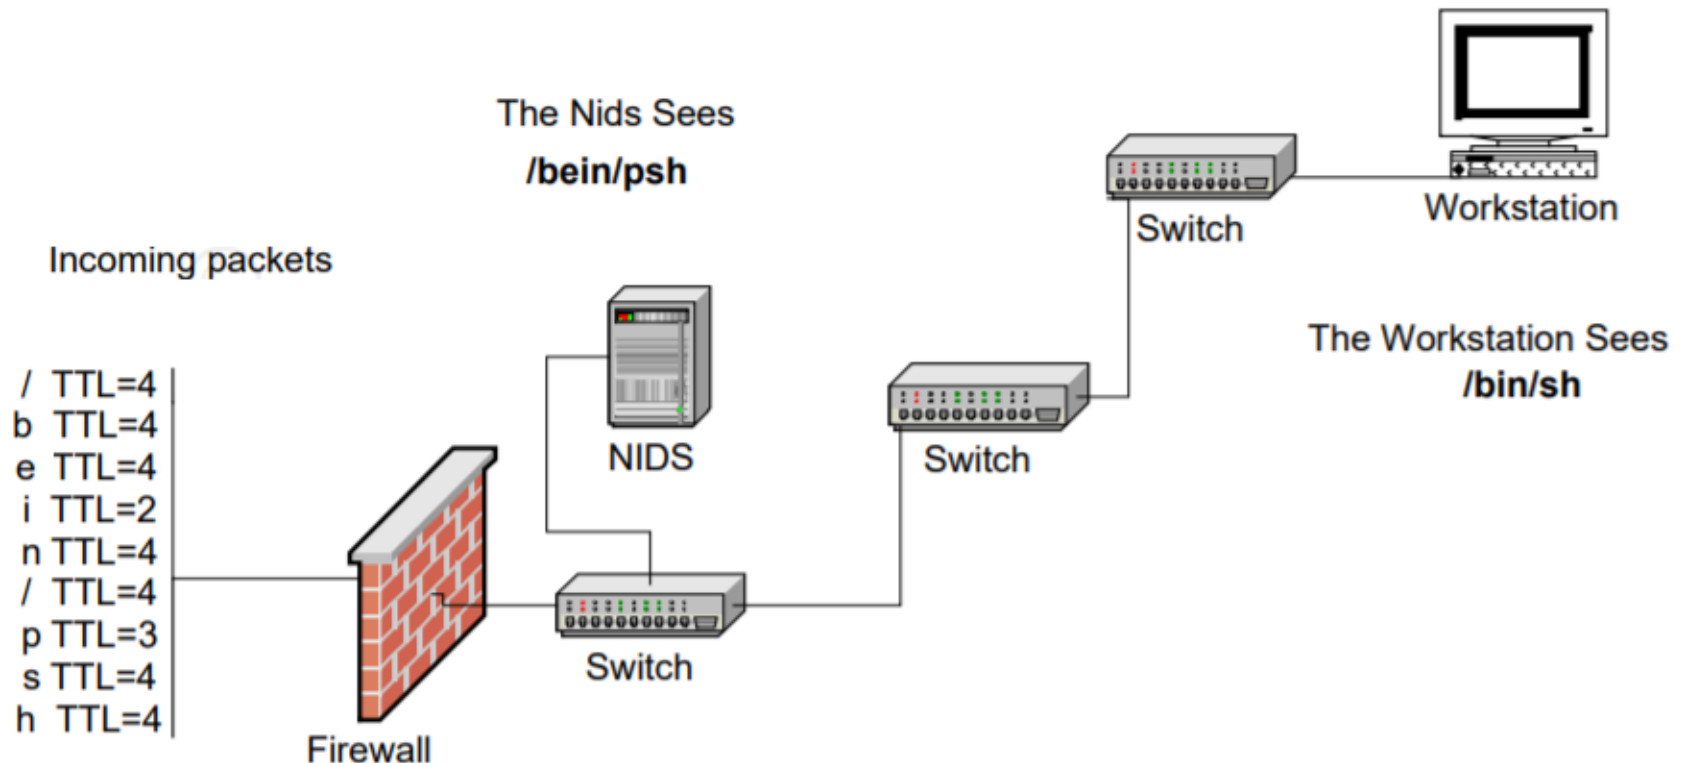 The Nids Sees
/bein/psh
Incoming packets
/ TTL=4
b TTL=4
e TTL=4
i TTL=2
n TTL=4
/ TTL=4
p TTL=3
s TTL=4
h TTL=4
Firewall
NIDS
Switch
Switch
Switch
Workstation
The Workstation Sees
/bin/sh